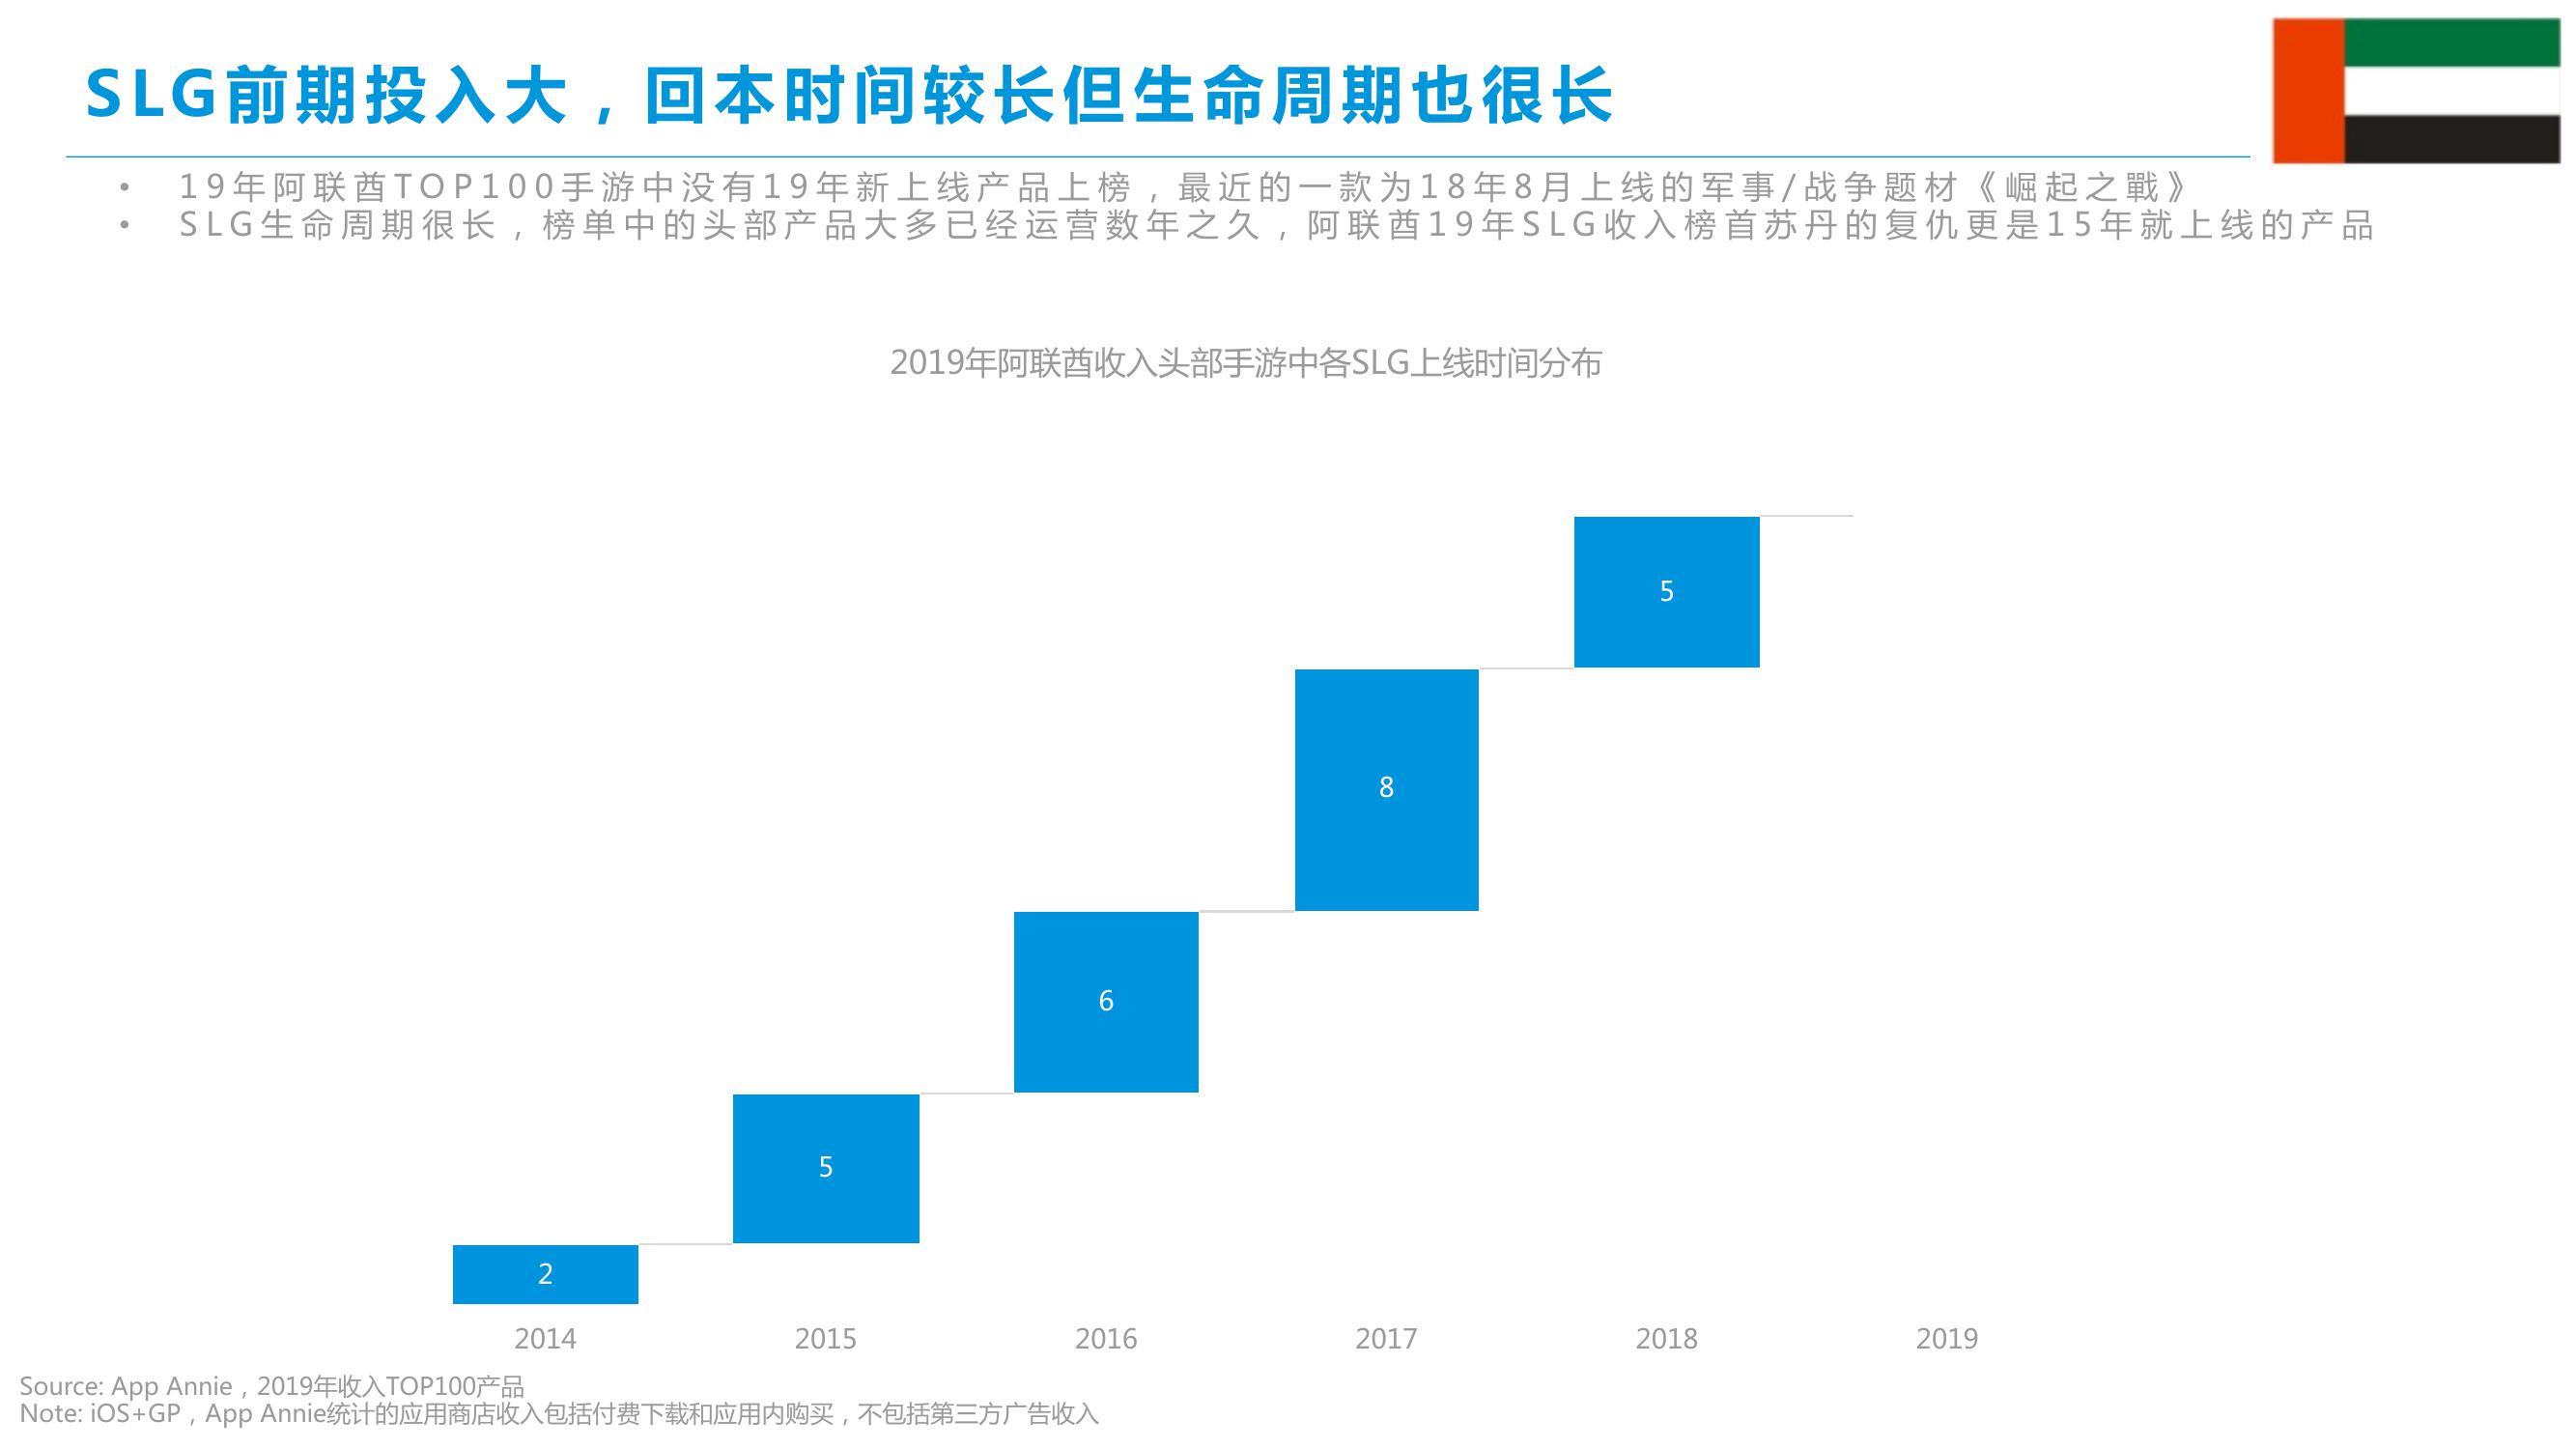 SLG前期投入大，回本时间较长但生命周期也很长
• 19年阿联酋TOP100手游中没有19年新上线产品上榜，最近的一款为18年8月上线的军事/战争题材《崛起之戰》
• SLG生命周期很长，榜单中的头部产品大多已经运营数年之久，阿联酋19年SLG收入榜首苏丹的复仇更是15年就上线的产品
2019年阿联酋收入头部手游中各SLG上线时间分布
5
8
6
5
2
2014 2015 2016 2017 2018 2019
Source: App Annie，2019年收入TOP100产品
Note: iOS+GP，App Annie统计的应用商店收入包括付费下载和应用内购买，不包括第三方广告收入